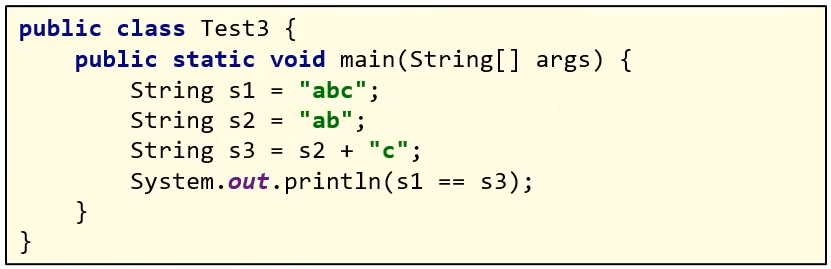 public class Test3 {
    public static void main(String[] args) {
        String s1 = "abc";
        String s2 = "ab";
        String s3 = s2 + "c";
        System.out.println(s1 == s3);
    }
}